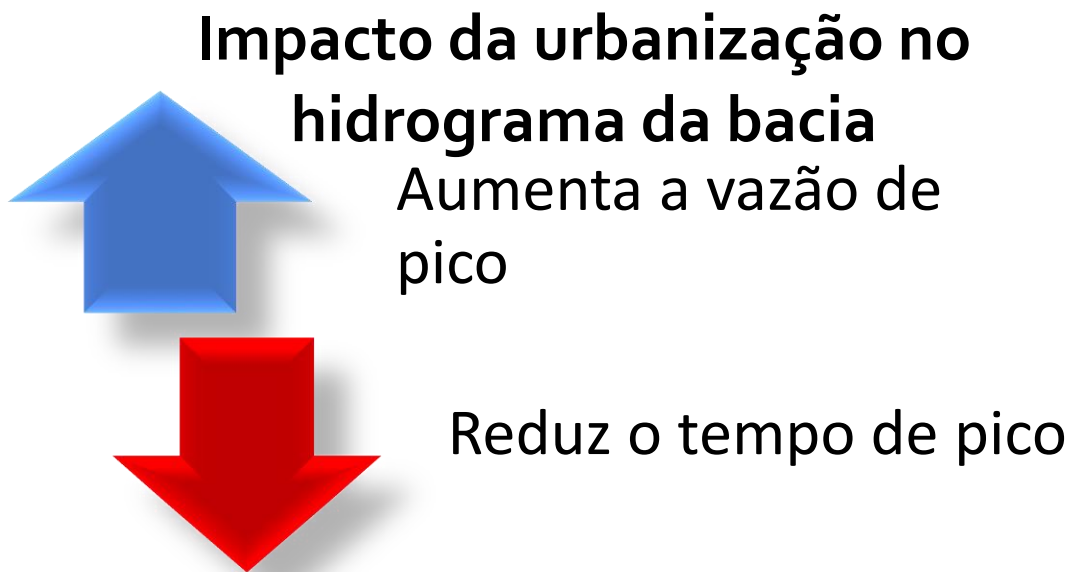 Impacto da urbanização no
hidrograma da bacia
Aumenta a vazão de
pico
Reduz o tempo de pico